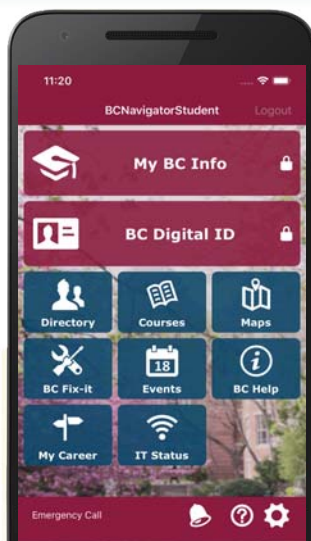 11:20
BCNavigatorStudent Logout
My BC Info
BC Digital ID
Directory Courses Maps
18
BC Fix-it Events BC Help
My Career IT Status
Emergency Call